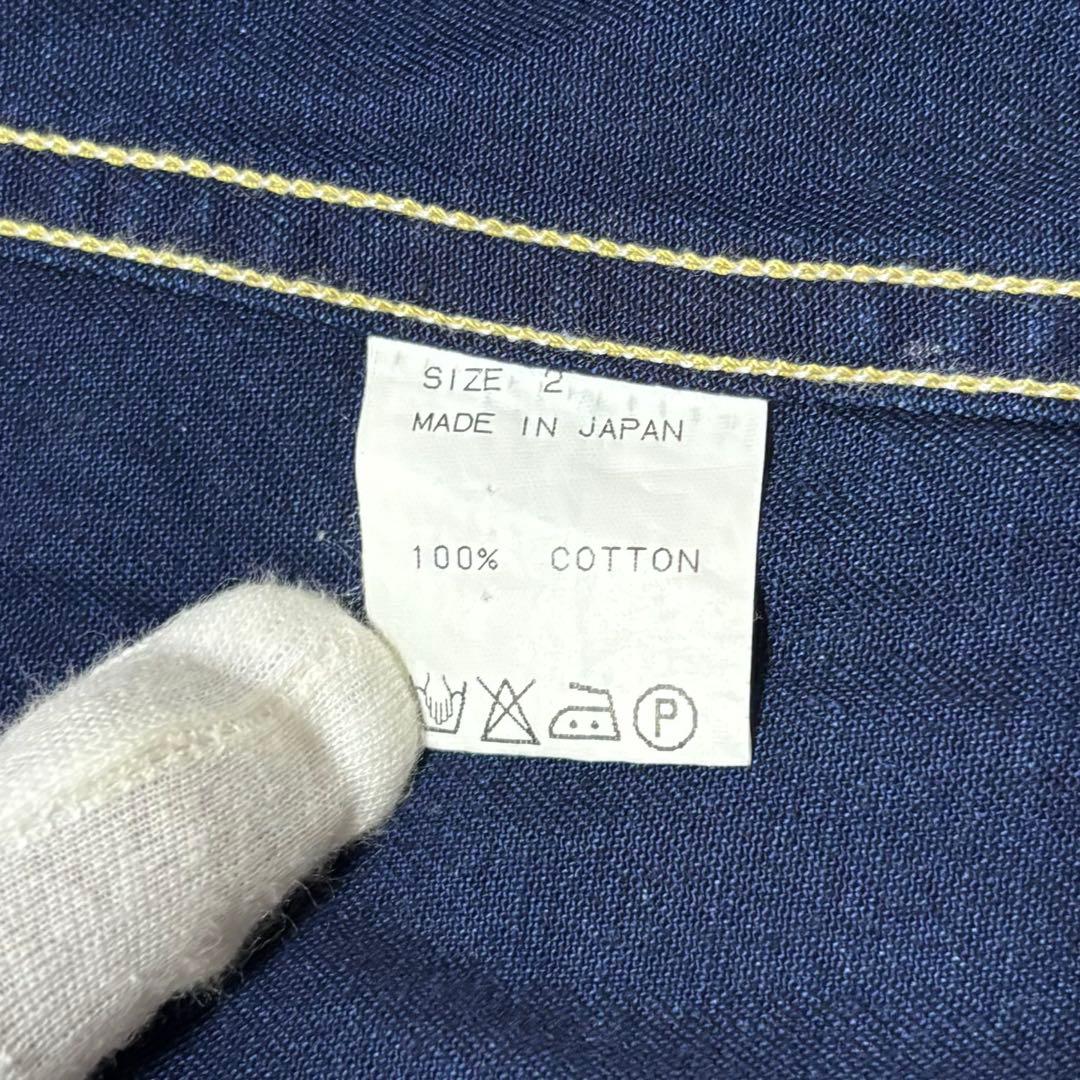 SIZE 2
MADE IN JAPAN
100% COTTON
P